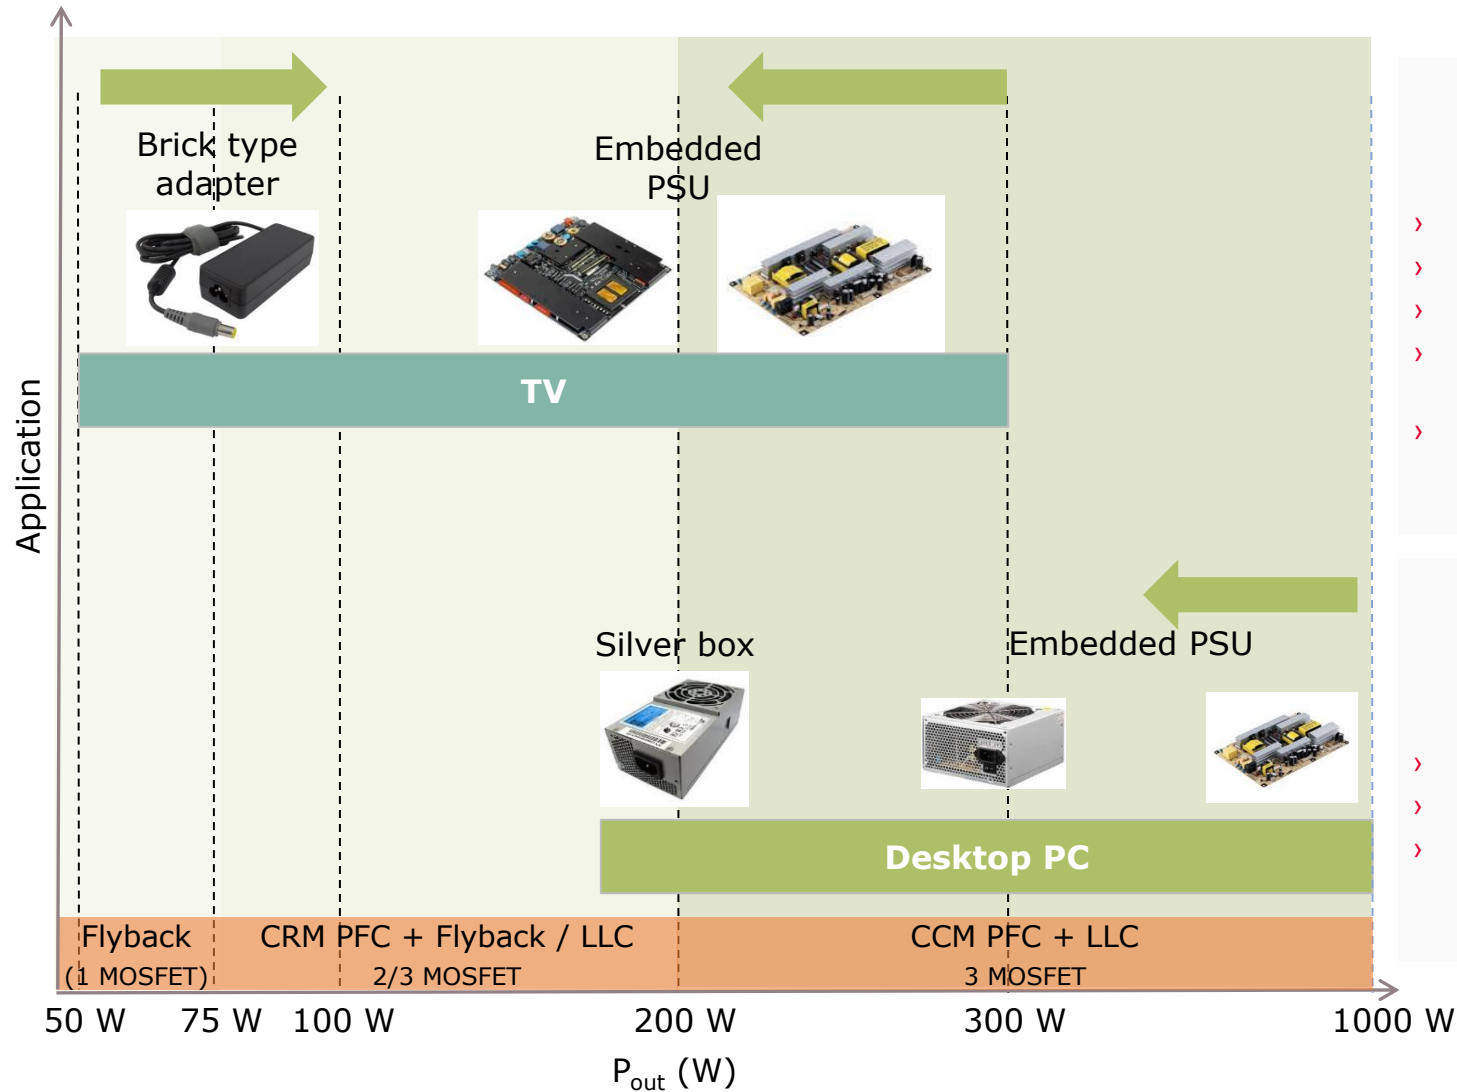 Brick type
adapter
Embedded
PSU
TV
Application
Silver box
Embedded PSU
Desktop PC
Flyback
(1 MOSFET)
CRM PFC + Flyback / LLC
2/3 MOSFET
CCM PFC + LLC
3 MOSFET
50 W 75 W 100 W 200 W 300 W 1000 W
Pout (W)